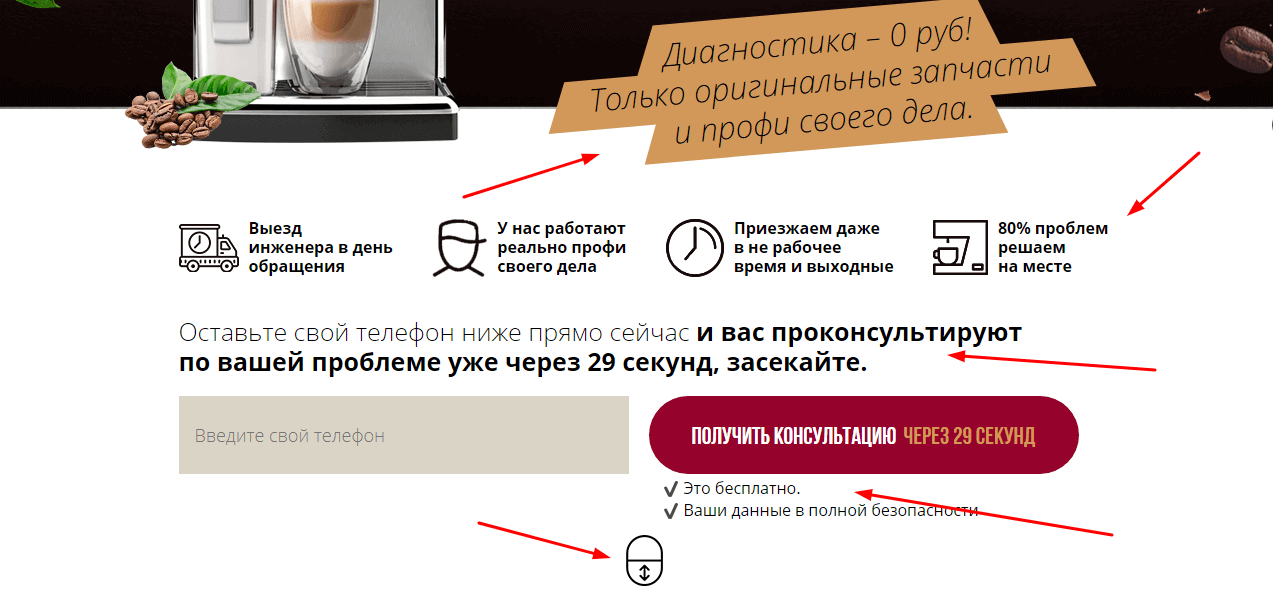 Диагностика – 0 руб!
Только оригинальные запчасти
и профи своего дела.
Выезд
инженера в день
обращения
У нас работают
реально профи
своего дела
Приезжаем даже
в не рабочее
время и выходные
80% проблем
решаем
на месте
Оставьте свой телефон ниже прямо сейчас и вас проконсультируют
по вашей проблеме уже через 29 секунд, засекайте.
Введите свой телефон
ПОЛУЧИТЬ КОНСУЛЬТАЦИЮ ЧЕРЕЗ 29 СЕКУНД
Это бесплатно.
Ваши данные в полной безопасности